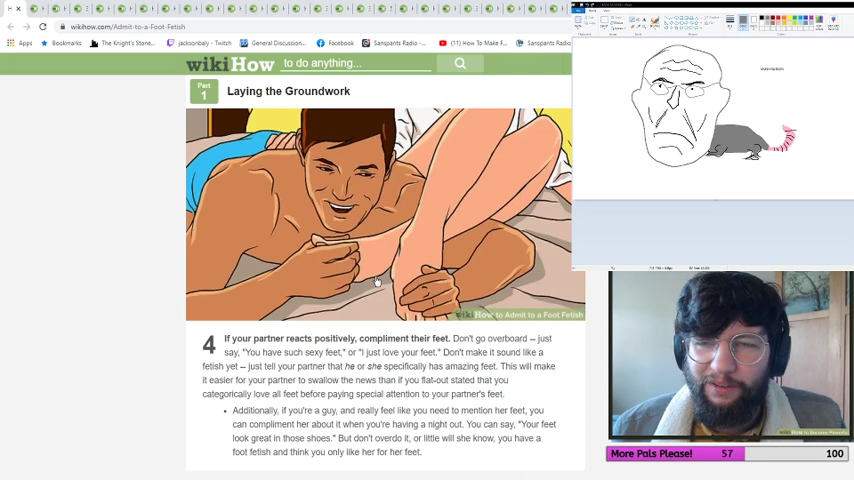 wikihow.com/Admit-to-a-Foot-Fetish
Apps
Bookmarks
The Knight's Stone...
jacksonbaly - Twitch
General Discussion...
Facebook
Sanspants Radio -...
(11) How To Make F...
Sanspants Radio
wikiHow to do anything...
Part
1
Laying the Groundwork
wikiHow to Admit to a Foot Fetish
4 If your partner reacts positively, compliment their feet. Don't go overboard -- just
say, "You have such sexy feet," or "I just love your feet." Don't make it sound like a
fetish yet -- just tell your partner that he or she specifically has amazing feet. This will make
it easier for your partner to swallow the news than if you flat-out stated that you
categorically love all feet before paying special attention to your partner's feet.
Additionally, if you're a guy, and really feel like you need to mention her feet, you
can compliment her about it when you're having a night out. You can say, "Your feet
look great in those shoes." But don't overdo it, or little will she know, you have a
foot fetish and think you only like her for her feet.
More Pals Please! 57 100